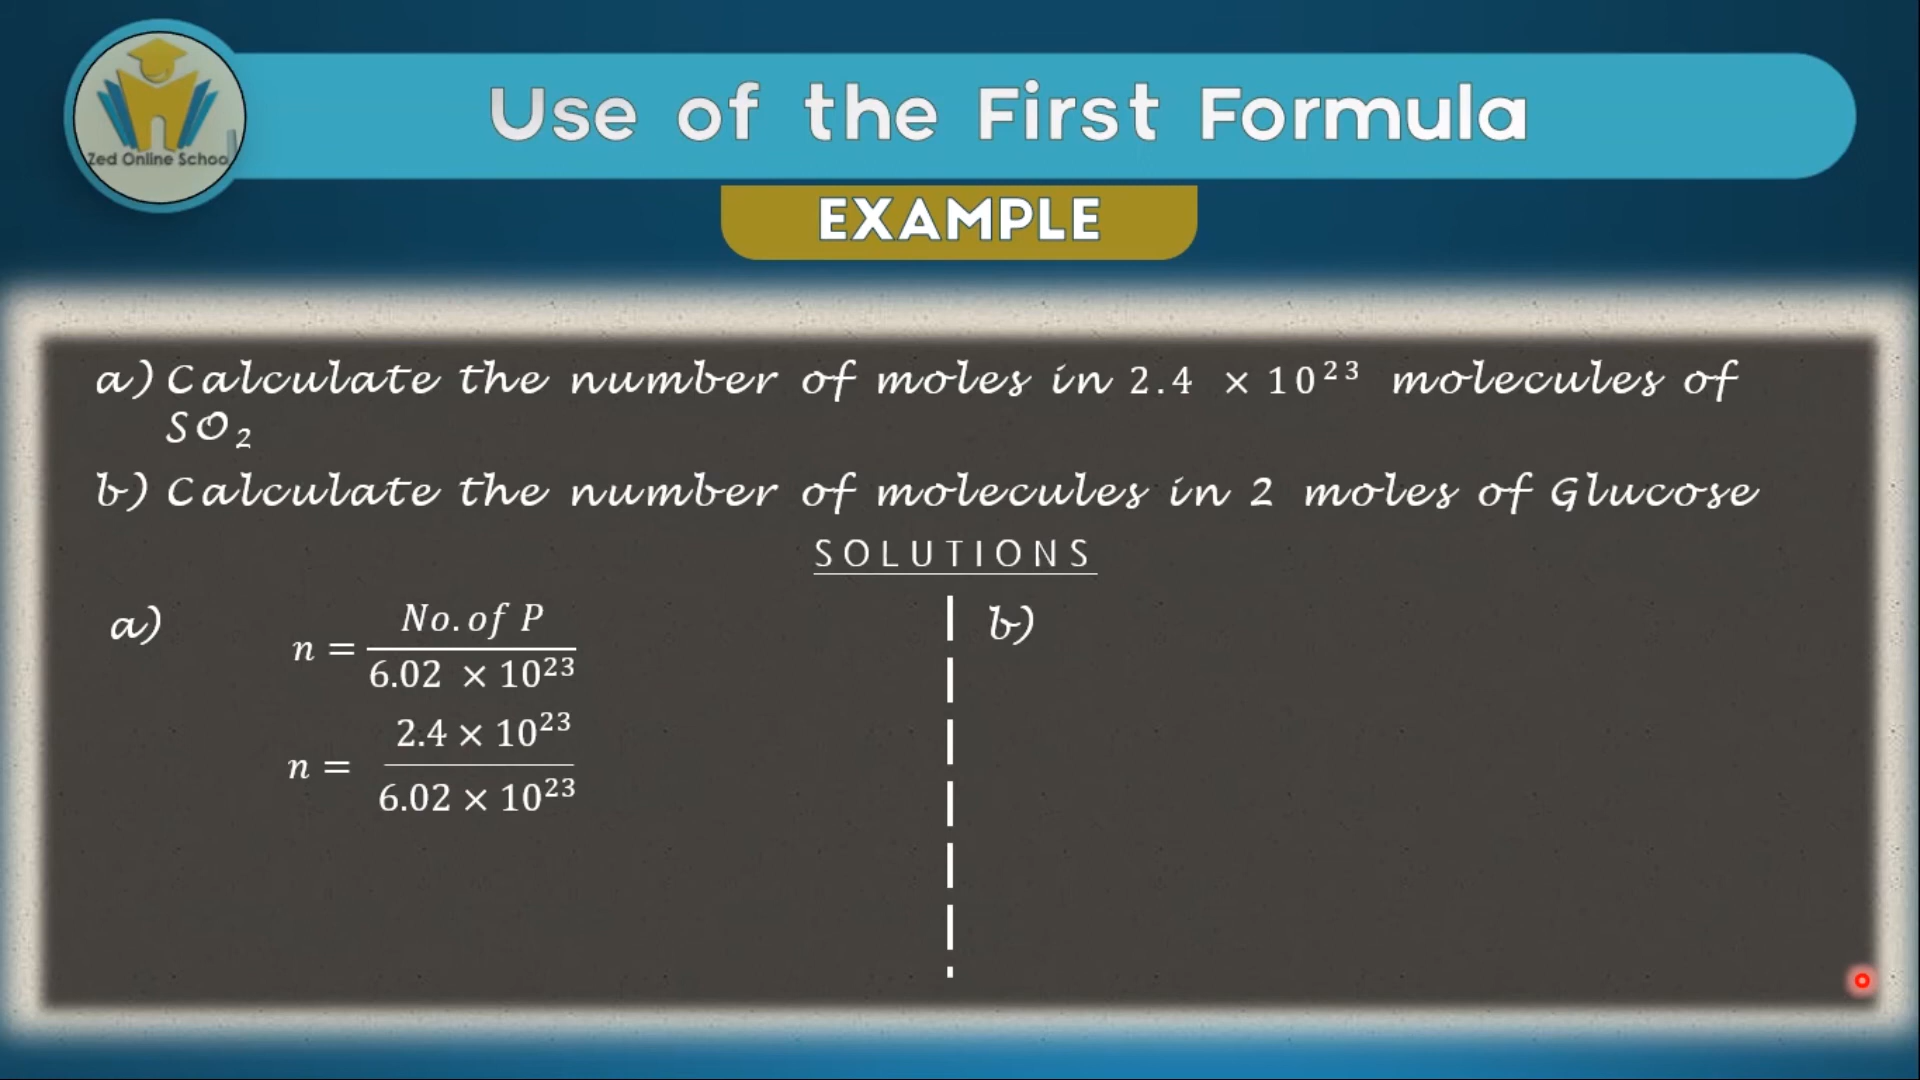 Zed Online School
Use of the First Formula
EXAMPLE
a) Calculate the number of moles in 2.4 × 10²³ molecules of
SO₂
b) Calculate the number of molecules in 2 moles of Glucose
SOLUTIONS
a)
n = No. of P / 6.02 × 10²³
n = 2.4 × 10²³ / 6.02 × 10²³
b)